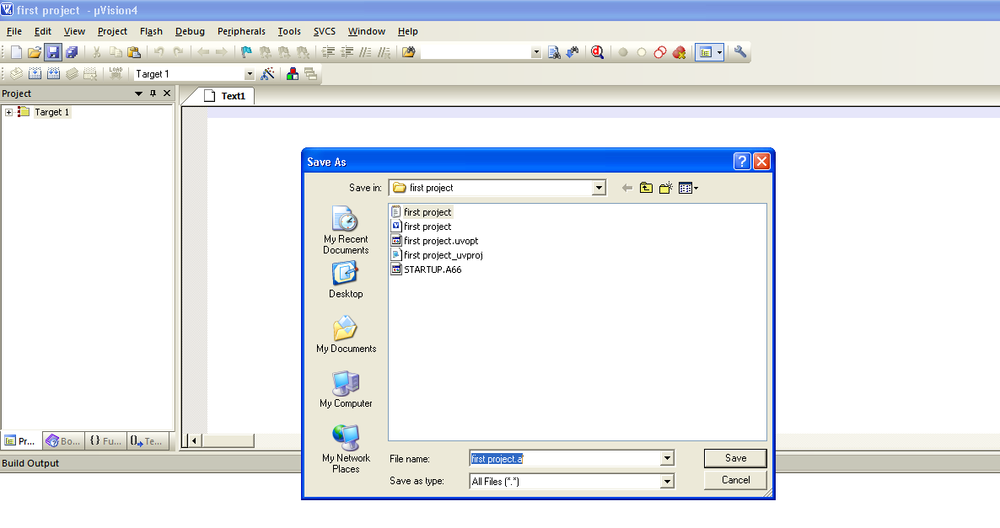 first project - µVision4
File Edit View Project Flash Debug Peripherals Tools SVCS Window Help
LOAD
Target 1
Project
Target 1
Text1
Save As
Save in:
first project
My Recent
Documents
Desktop
My Documents
My Computer
My Network
Places
first project
first project
first project.uvopt
first project_uvproj
STARTUP.A66
File name:
first project.a
Save
Save as type:
All Files (*.*)
Cancel
Pr... Bo... {} Fu... Te...
Build Output